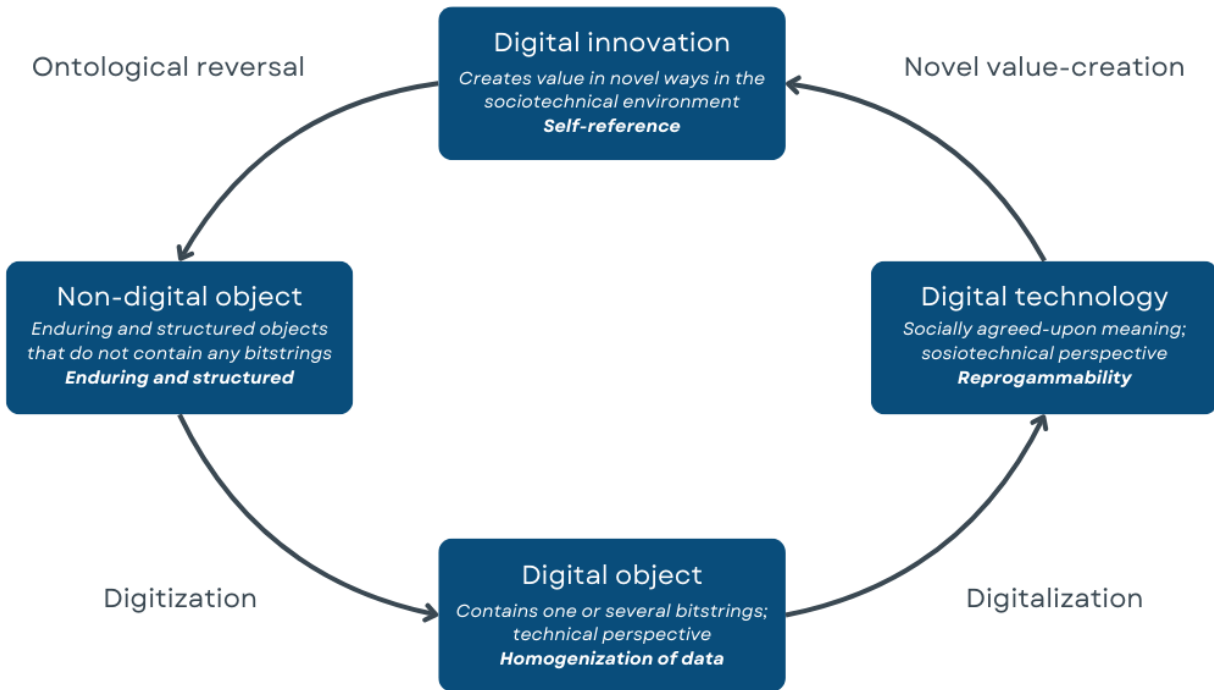 Digital innovation
Creates value in novel ways in the
sociotechnical environment
Self-reference
Ontological reversal
Novel value-creation
Non-digital object
Enduring and structured objects
that do not contain any bitstrings
Enduring and structured
Digital technology
Socially agreed-upon meaning;
sosiotechnical perspective
Reprogammability
Digital object
Contains one or several bitstrings;
technical perspective
Homogenization of data
Digitization
Digitalization